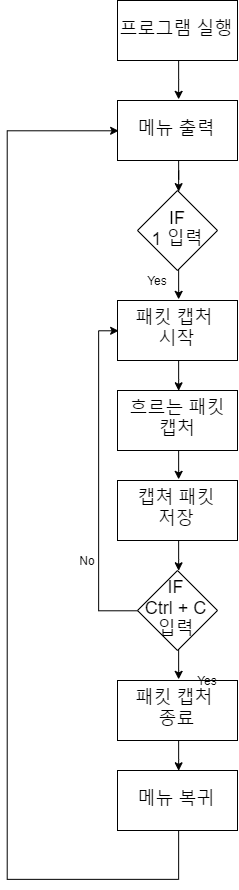 프로그램 실행
메뉴 출력
IF
1 입력
Yes
패킷 캡처
시작
흐르는 패킷
캡처
캡쳐 패킷
저장
No
IF
Ctrl + C
입력
Yes
패킷 캡처
종료
메뉴 복귀